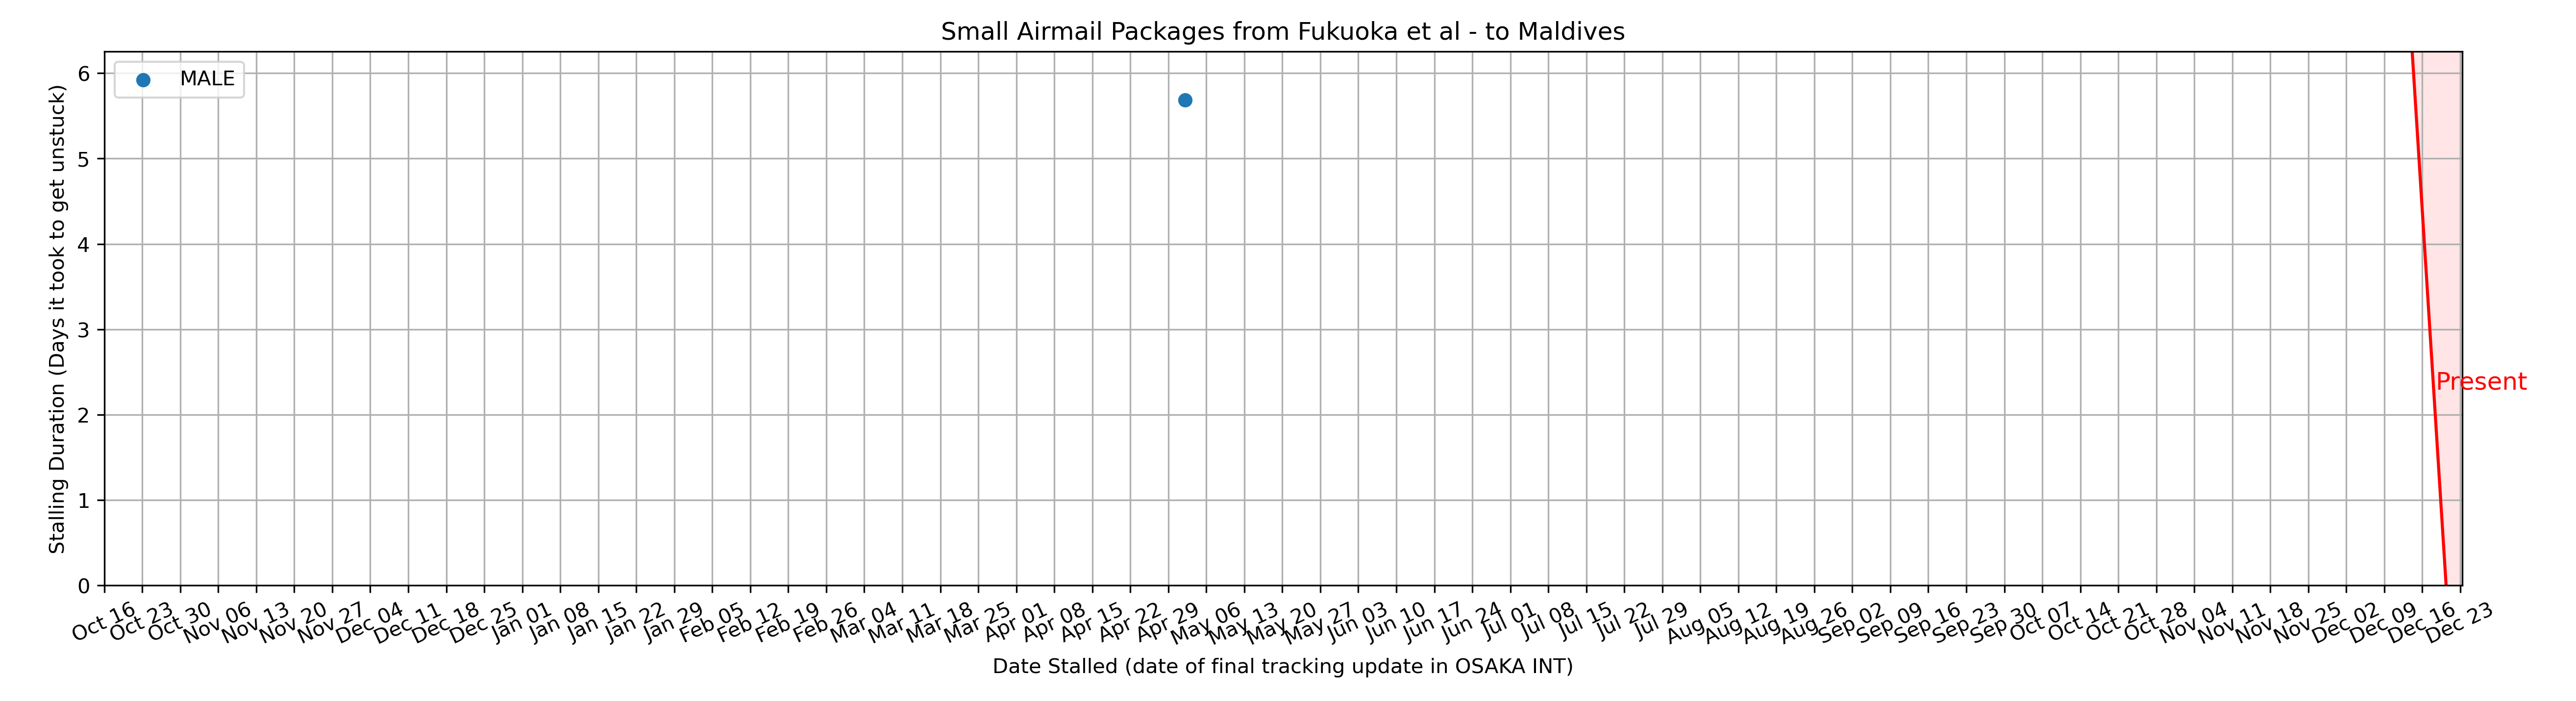 Small Airmail Packages from Fukuoka et al - to Maldives
MALE
6
5
4
3
2
1
0
Stalling Duration (Days it took to get unstuck)
Present
Oct 16
Oct 23
Oct 30
Nov 06
Nov 13
Nov 20
Nov 27
Dec 04
Dec 11
Dec 18
Dec 25
Jan 01
Jan 08
Jan 15
Jan 22
Jan 29
Feb 05
Feb 12
Feb 19
Feb 26
Mar 04
Mar 11
Mar 18
Mar 25
Apr 01
Apr 08
Apr 15
Apr 22
Apr 29
May 06
May 13
May 20
May 27
Jun 03
Jun 10
Jun 17
Jun 24
Jul 01
Jul 08
Jul 15
Jul 22
Jul 29
Aug 05
Aug 12
Aug 19
Aug 26
Sep 02
Sep 09
Sep 16
Sep 23
Sep 30
Oct 07
Oct 14
Oct 21
Oct 28
Nov 04
Nov 11
Nov 18
Nov 25
Dec 02
Dec 09
Dec 16
Dec 23
Date Stalled (date of final tracking update in OSAKA INT)